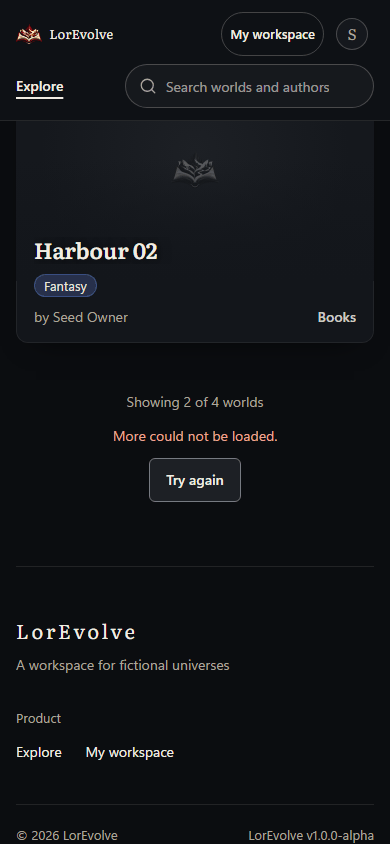 LorEvolve
My workspace
S
Explore
Search worlds and authors
Harbour 02
Fantasy
by Seed Owner
Books
Showing 2 of 4 worlds
More could not be loaded.
Try again
LorEvolve
A workspace for fictional universes
Product
Explore My workspace
© 2026 LorEvolve
LorEvolve v1.0.0-alpha